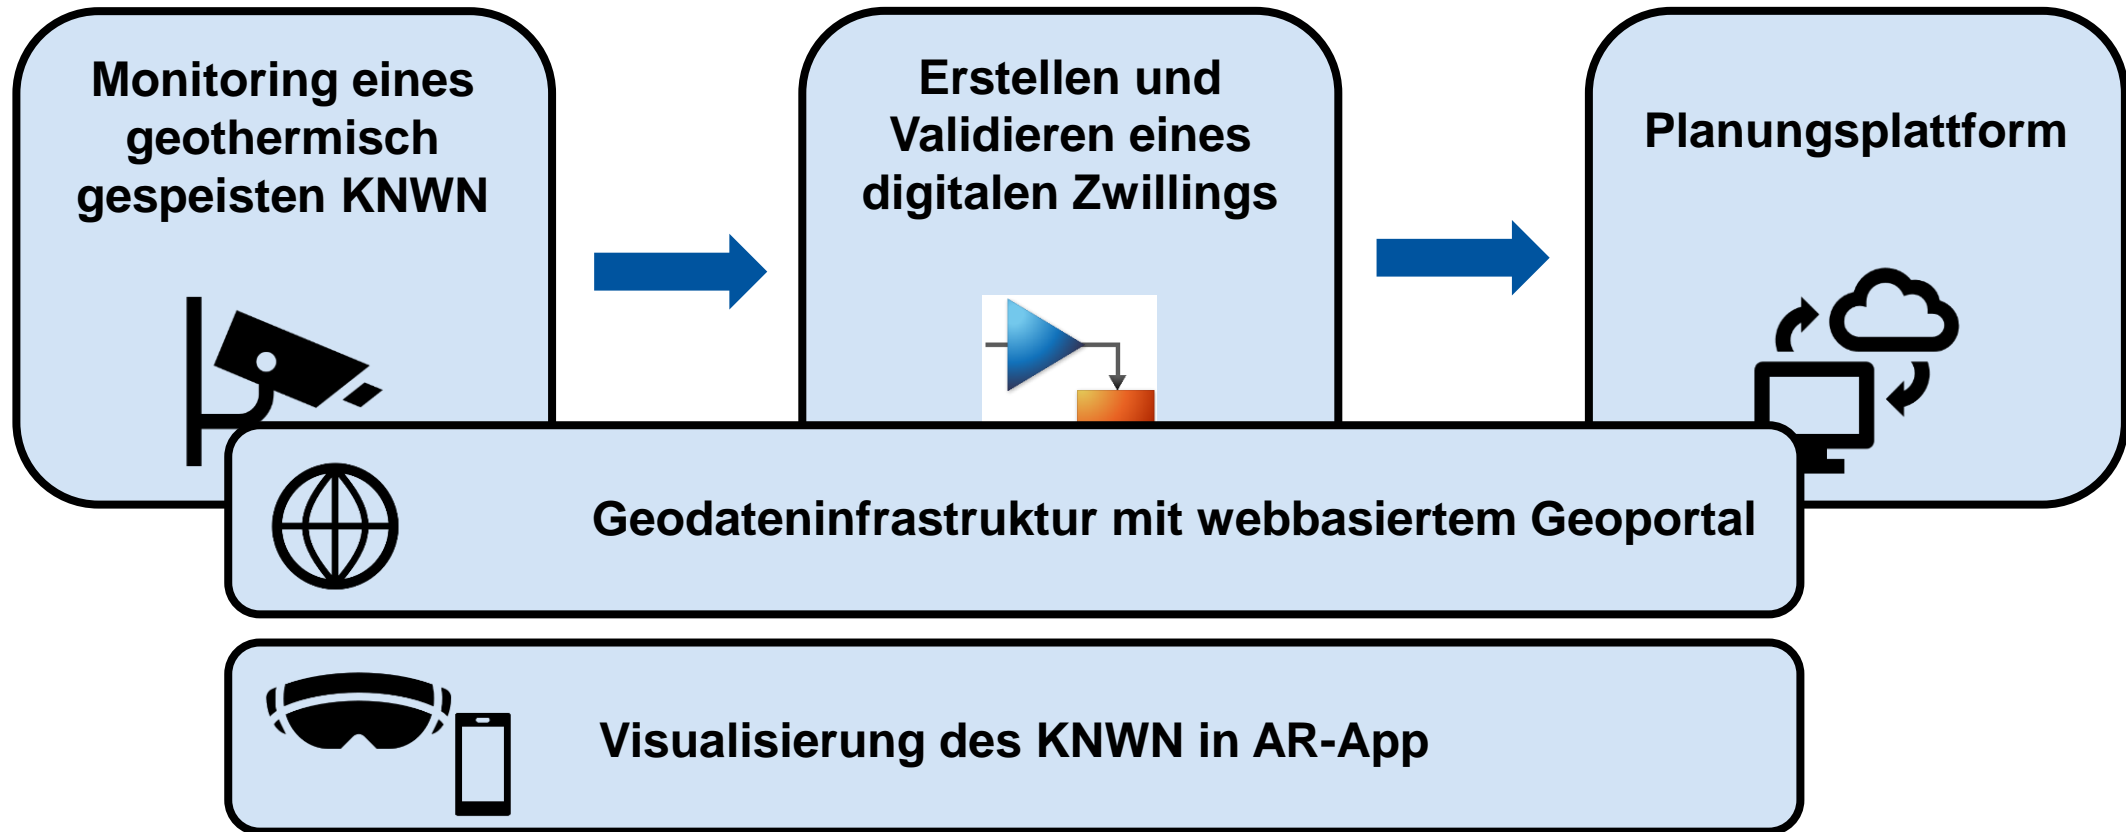 Monitoring eines
geothermisch
gespeisten KNWN
Erstellen und
Validieren eines
digitalen Zwillings
Planungsplattform
Geodateninfrastruktur mit webbasiertem Geoportal
Visualisierung des KNWN in AR-App